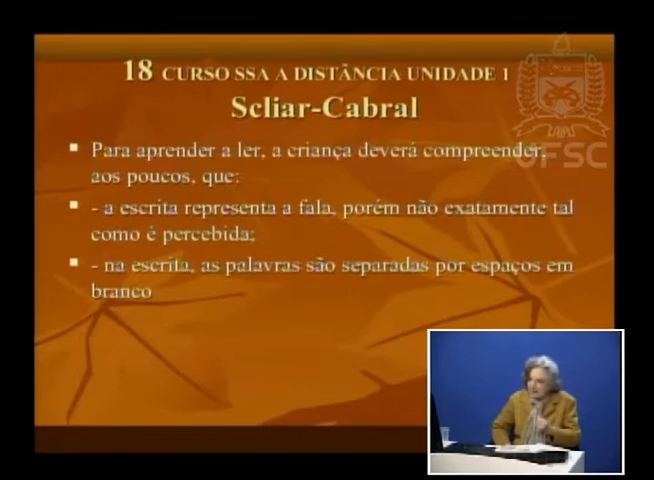 18 CURSO SSA A DISTÂNCIA UNIDADE 1
Scliar-Cabral
Para aprender a ler, a criança deverá compreender,
aos poucos, que:
- a escrita representa a fala, porém não exatamente tal
como é percebida;
- na escrita, as palavras são separadas por espaços em
branco
UFSC